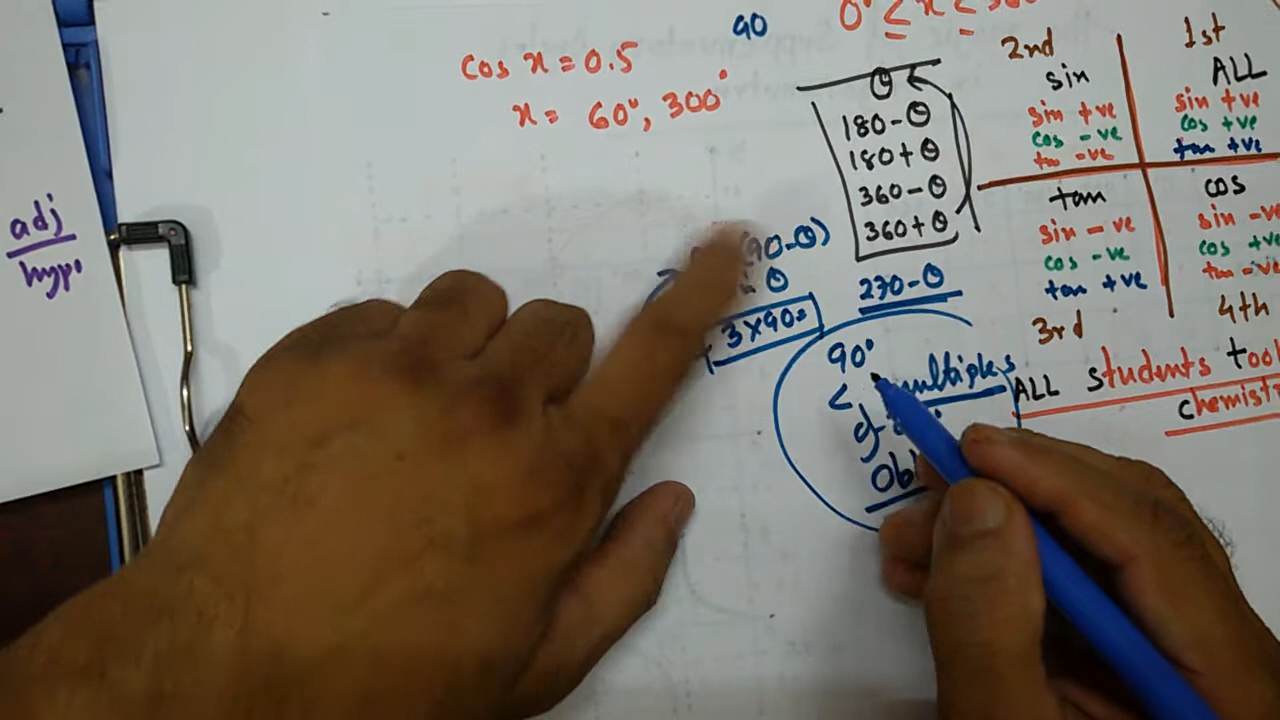 adj
hyp
90
cos x = 0.5
x = 60°, 300°
θ
180-θ
180+θ
360-θ
360+θ
270-θ
(90-θ)
θ
3×90=
90°
< multiples
of
2nd
sin
sin +ve
cos -ve
tan -ve
1st
ALL
sin +ve
cos +ve
tan +ve
tan
sin -ve
cos -ve
tan +ve
3rd
cos
sin -ve
cos +ve
tan -ve
4th
ALL students
chemist